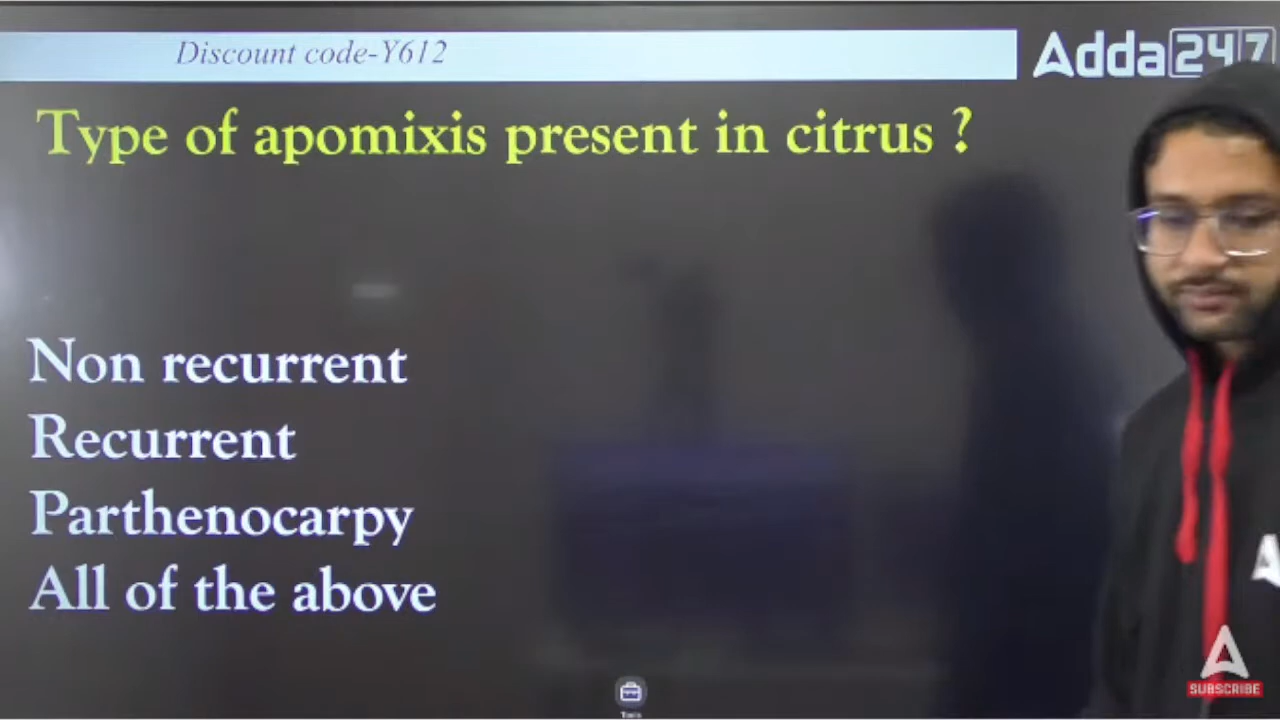 Discount code-Y612
Adda247
Type of apomixis present in citrus ?
Non recurrent
Recurrent
Parthenocarpy
All of the above
Tools
SUBSCRIBE